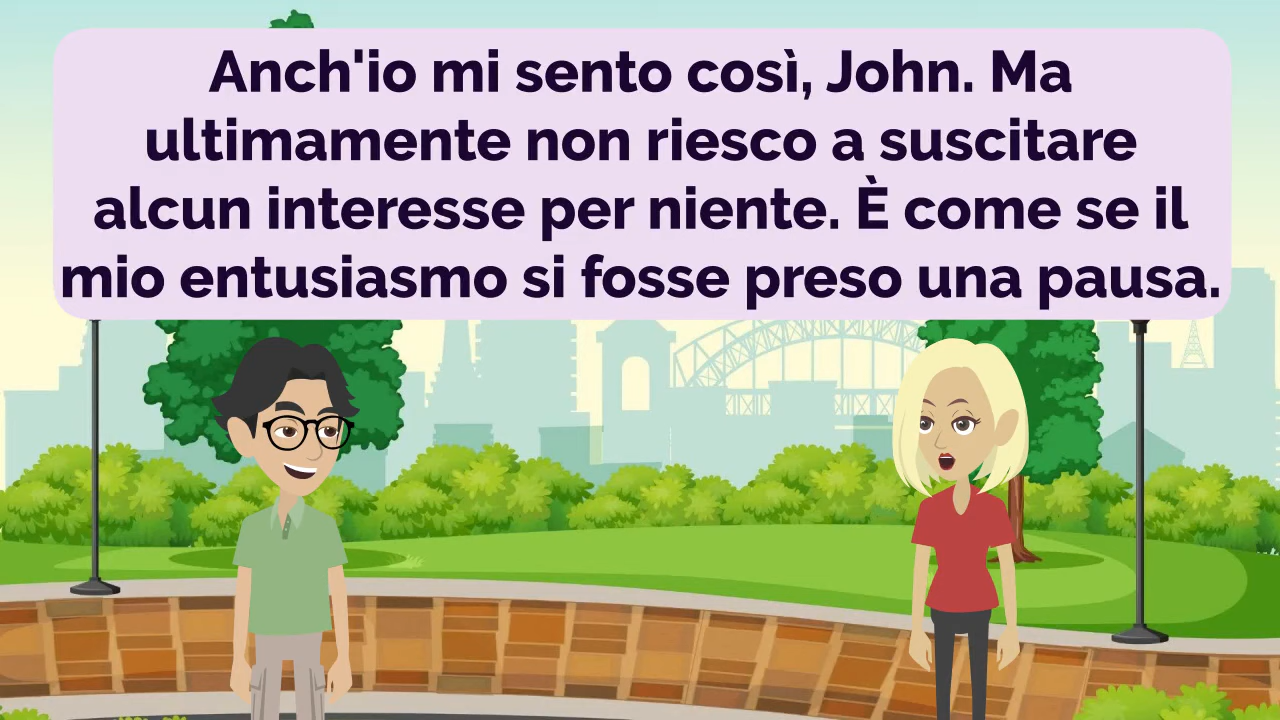 Anch'io mi sento così, John. Ma
ultimamente non riesco a suscitare
alcun interesse per niente. È come se il
mio entusiasmo si fosse preso una pausa.